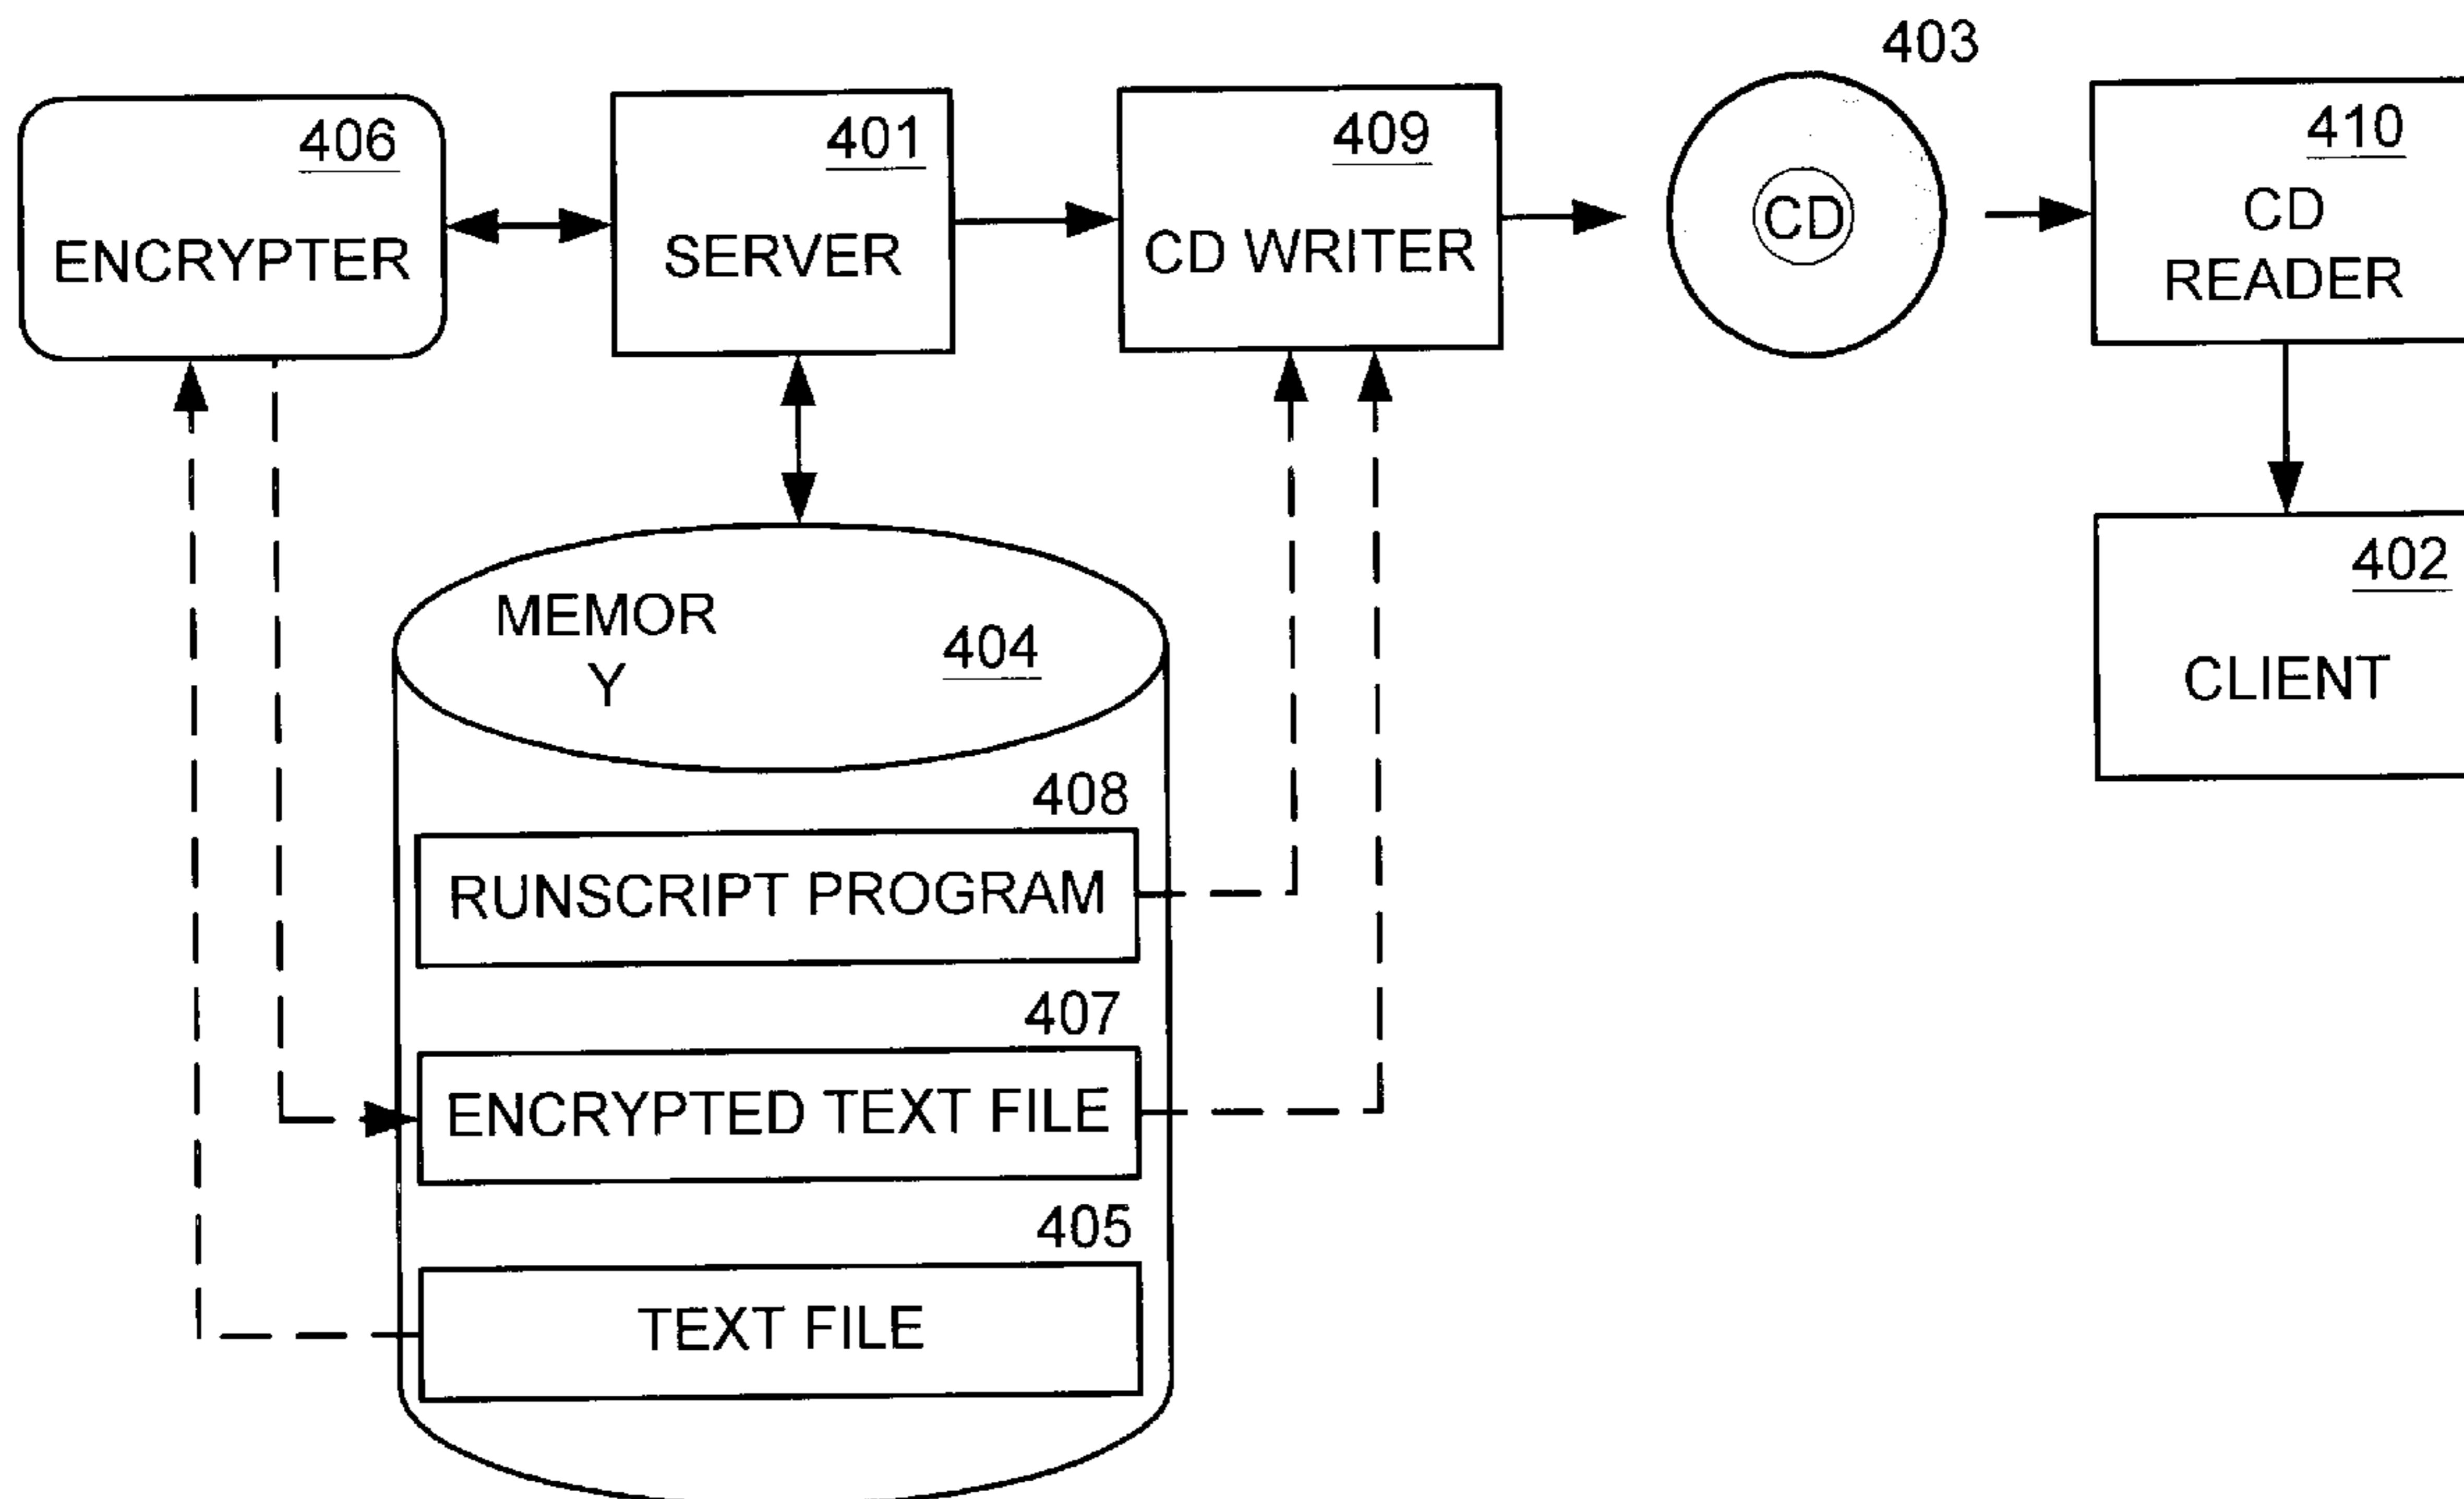 403
406
ENCRYPTER
401
SERVER
409
CD WRITER
CD
410
CD
READER
402
CLIENT
MEMOR
Y
404
408
RUNSCRIPT PROGRAM
407
ENCRYPTED TEXT FILE
405
TEXT FILE